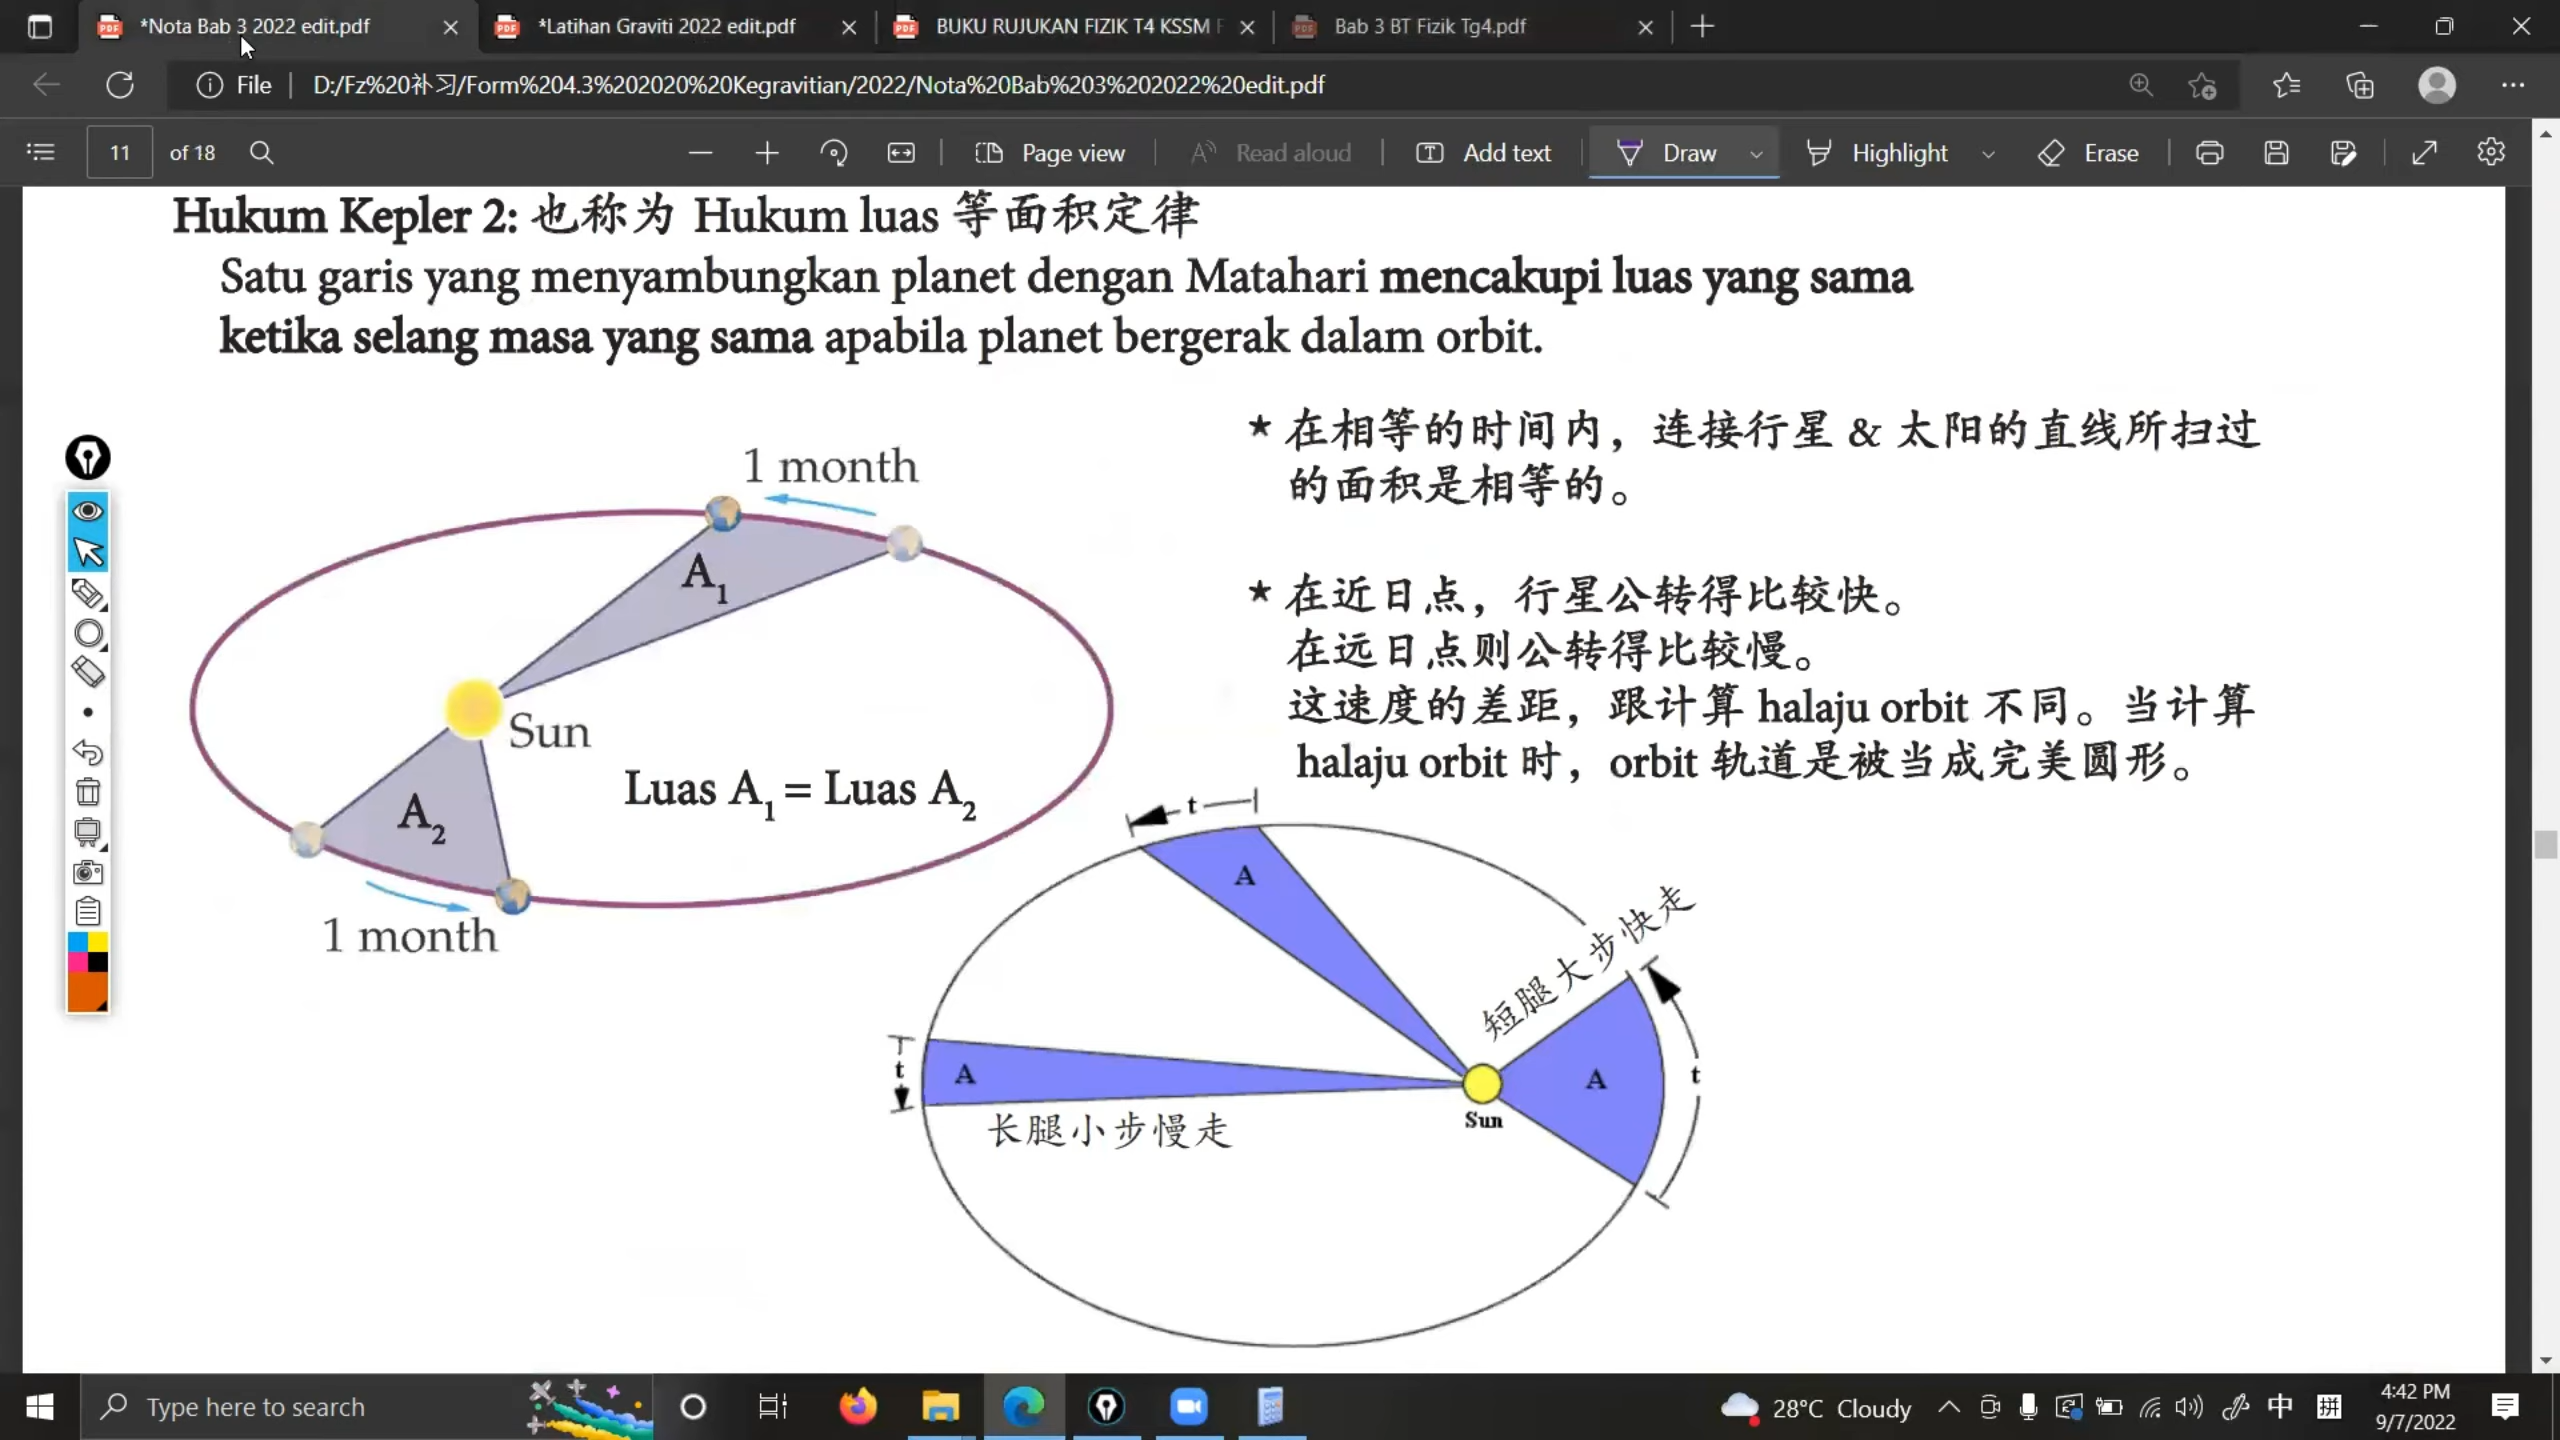 *Nota Bab 3 2022 edit.pdf
*Latihan Graviti 2022 edit.pdf
BUKU RUJUKAN FIZIK T4 KSSM F
Bab 3 BT Fizik Tg4.pdf
File
D:/Fz%20补习/Form%204.3%202020%20Kegravitian/2022/Nota%20Bab%203%202022%20edit.pdf
11 of 18
Page view
Read aloud
Add text
Draw
Highlight
Erase
Hukum Kepler 2: 也称为 Hukum luas 等面积定律
Satu garis yang menyambungkan planet dengan Matahari mencakupi luas yang sama
ketika selang masa yang sama apabila planet bergerak dalam orbit.
* 在相等的时间内，连接行星 & 太阳的直线所扫过
的面积是相等的。
* 在近日点，行星公转得比较快。
在远日点则公转得比较慢。
这速度的差距，跟计算 halaju orbit 不同。当计算
halaju orbit 时，orbit 轨道是被当成完美圆形。
1 month
A1
Sun
Luas A1 = Luas A2
A2
1 month
t
A
短腿大步快走
t
A
长腿小步慢走
Sun
A
t
Type here to search
28°C Cloudy
中
拼
4:42 PM
9/7/2022